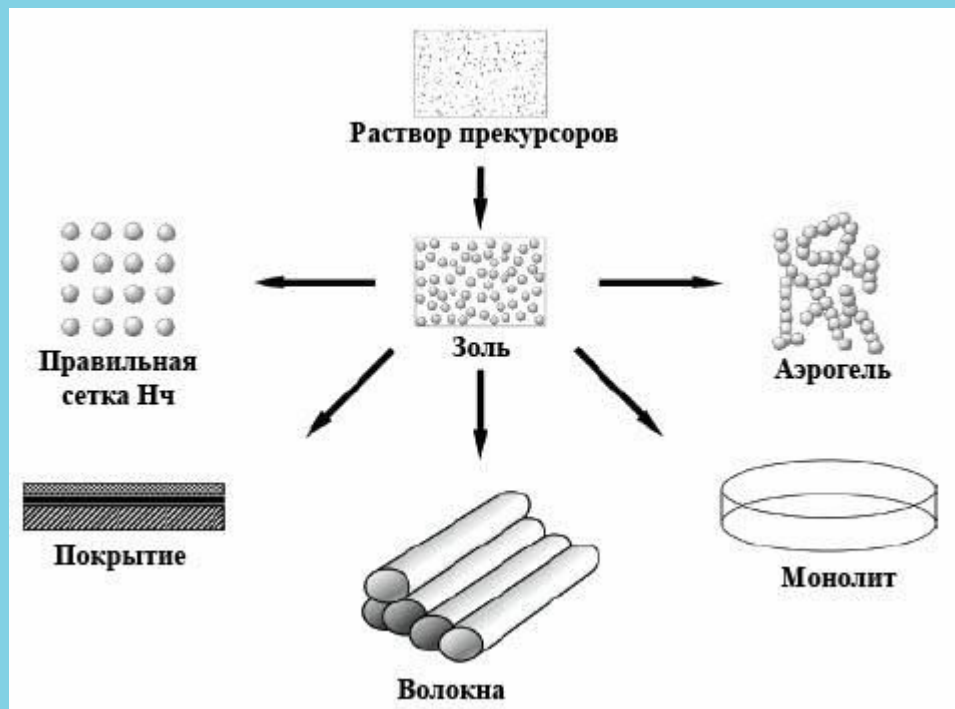 Раствор прекурсоров
Золь
Правильная
сетка Нч
Аэрогель
Покрытие
Монолит
Волокна